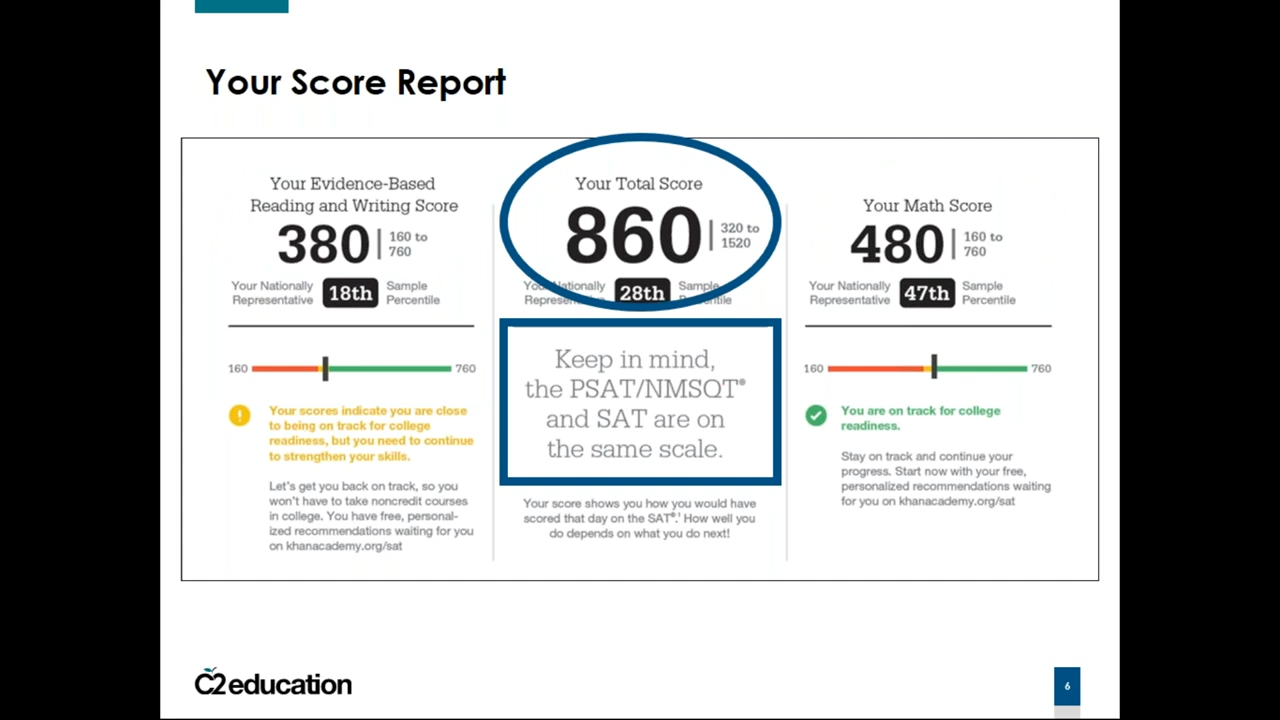 Your Score Report
Your Evidence-Based
Reading and Writing Score
380
160 to
760
Your Nationally
Representative
18th
Sample
Percentile
160
760
Your scores indicate you are close
to being on track for college
readiness, but you need to continue
to strengthen your skills.
Let's get you back on track, so you
won't have to take noncredit courses
in college. You have free, personal-
ized recommendations waiting for you
on khanacademy.org/sat
Your Total Score
860
320 to
1520
Your Nationally
Representative
28th
Sample
Percentile
Keep in mind,
the PSAT/NMSQT®
and SAT are on
the same scale.
Your score shows you how you would have
scored that day on the SAT®.¹ How well you
do depends on what you do next!
Your Math Score
480
160 to
760
Your Nationally
Representative
47th
Sample
Percentile
160
760
You are on track for college
readiness.
Stay on track and continue your
progress. Start now with your free,
personalized recommendations waiting
for you on khanacademy.org/sat
C2education
6